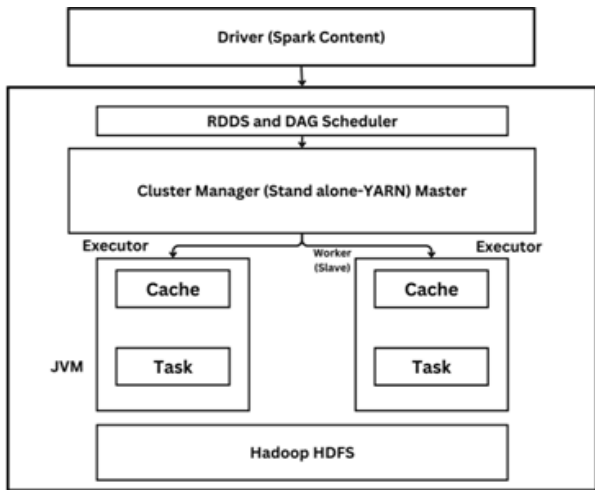 Driver (Spark Content)
RDDS and DAG Scheduler
Cluster Manager (Stand alone-YARN) Master
Executor
Worker
(Slave)
Executor
Cache
Cache
JVM
Task
Task
Hadoop HDFS